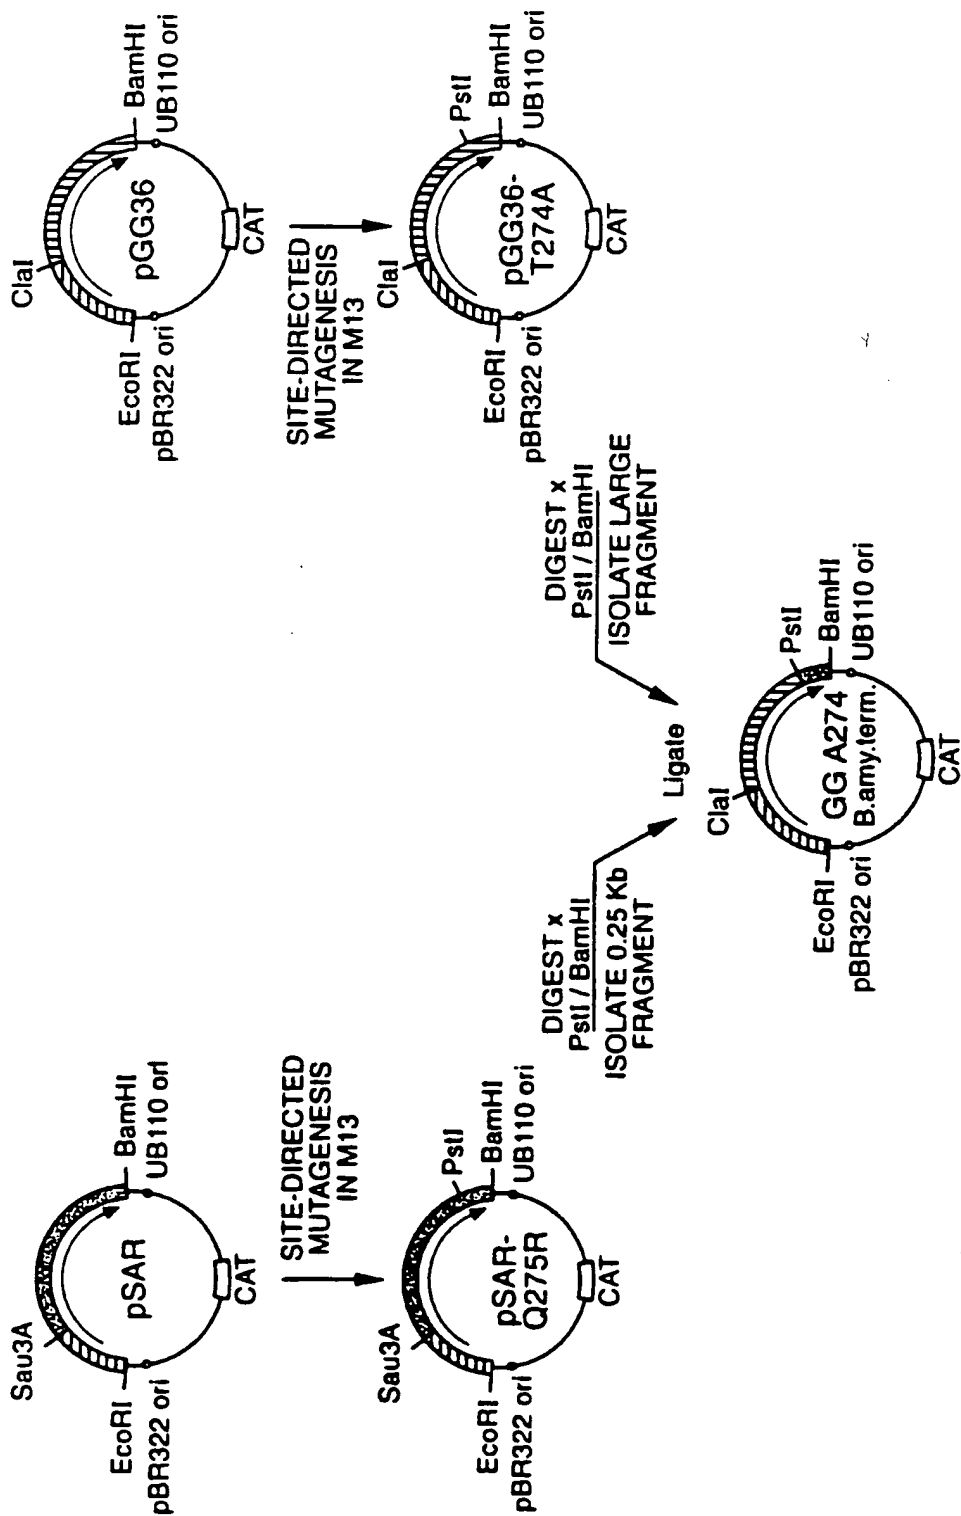 Sau3A
EcoRI
pBR322 ori
pSAR
BamHI
UB110 ori
CAT
SITE-DIRECTED
MUTAGENESIS
IN M13
Sau3A
EcoRI
pBR322 ori
pSAR-
Q275R
PstI
BamHI
UB110 ori
CAT
DIGEST x
PstI / BamHI
ISOLATE 0.25 Kb
FRAGMENT
ClaI
EcoRI
pBR322 ori
pGG36
BamHI
UB110 ori
CAT
SITE-DIRECTED
MUTAGENESIS
IN M13
ClaI
EcoRI
pBR322 ori
pGG36-
T274A
PstI
BamHI
UB110 ori
CAT
DIGEST x
PstI / BamHI
ISOLATE LARGE
FRAGMENT
Ligate
ClaI
EcoRI
pBR322 ori
GG A274
B.amy.term.
PstI
BamHI
UB110 ori
CAT